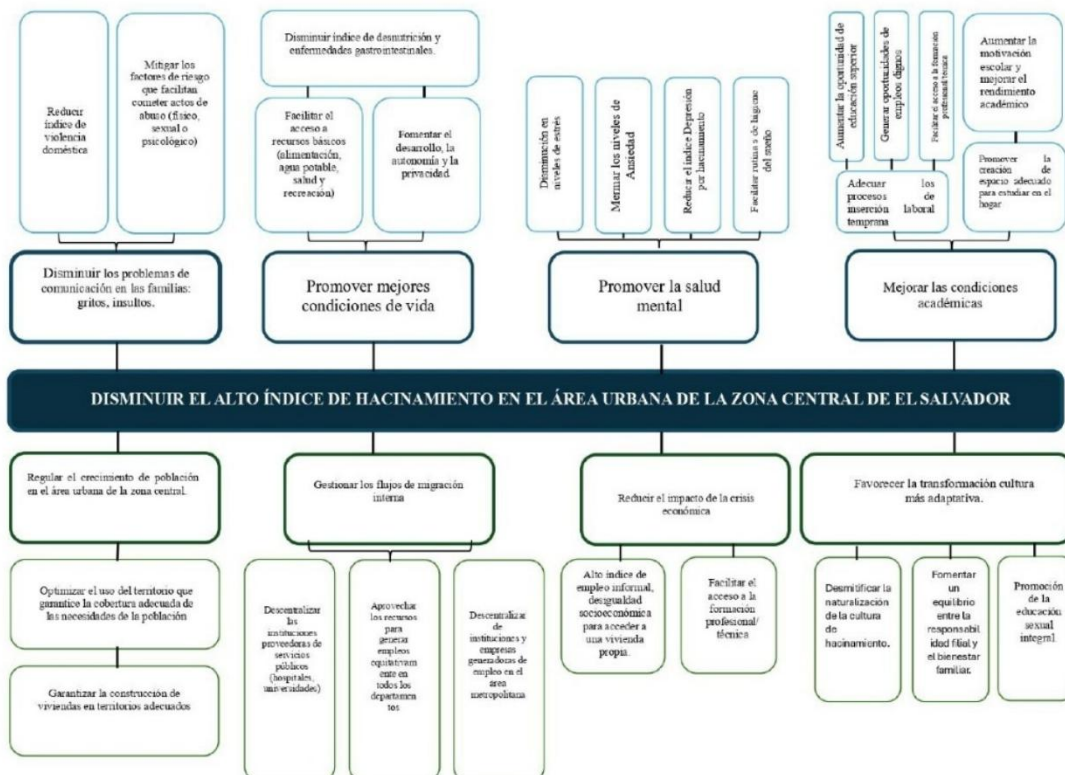 Reducir
índice de
violencia
doméstica
Mitigar los
factores de riesgo
que facilitan
cometer actos de
abuso (físico,
sexual o
psicológico)
Disminuir índice de desnutrición y
enfermedades gastrointestinales.
Facilitar el
acceso a
recursos básicos
(alimentación,
agua potable,
salud y
recreación)
Fomentar el
desarrollo, la
autonomía y la
privacidad.
Disminución en
niveles de estrés
Mermar los niveles de
Ansiedad
Reducir el índice Depresión
por hacinamiento
Facilitar rutinas de higiene
del sueño
Aumentar la oportunidad de
educación superior
Generar oportunidades de
empleos dignos
Facilitar el acceso a la formación
profesional/técnica
Aumentar la
motivación
escolar y
mejorar el
rendimiento
académico
Adecuar los
procesos de
inserción laboral
temprana
Promover la
creación de
espacio adecuado
para estudiar en el
hogar
Disminuir los problemas de
comunicación en las familias:
gritos, insultos.
Promover mejores
condiciones de vida
Promover la salud
mental
Mejorar las condiciones
académicas
DISMINUIR EL ALTO ÍNDICE DE HACINAMIENTO EN EL ÁREA URBANA DE LA ZONA CENTRAL DE EL SALVADOR
Regular el crecimiento de población
en el área urbana de la zona central.
Gestionar los flujos de migración
interna
Reducir el impacto de la crisis
económica
Favorecer la transformación cultura
más adaptativa.
Optimizar el uso del territorio que
garantice la cobertura adecuada de
las necesidades de la población
Garantizar la construcción de
viviendas en territorios adecuados
Descentralizar
las
instituciones
proveedoras de
servicios
públicos
(hospitales,
universidades)
Aprovechar
los recursos
para
generar
empleos
equitativam
ente en
todos los
departamen
tos
Descentralizar
de
instituciones y
empresas
generadoras de
empleo en el
área
metropolitana
Alto índice de
empleo informal,
desigualdad
socioeconómica
para acceder a
una vivienda
propia.
Facilitar el
acceso a la
formación
profesional/
técnica
Desmitificar la
naturalización
de la cultura
de
hacinamiento.
Fomentar
un
equilibrio
entre la
responsabil
idad filial y
el bienestar
familiar.
Promoción
de la
educación
sexual
integral.